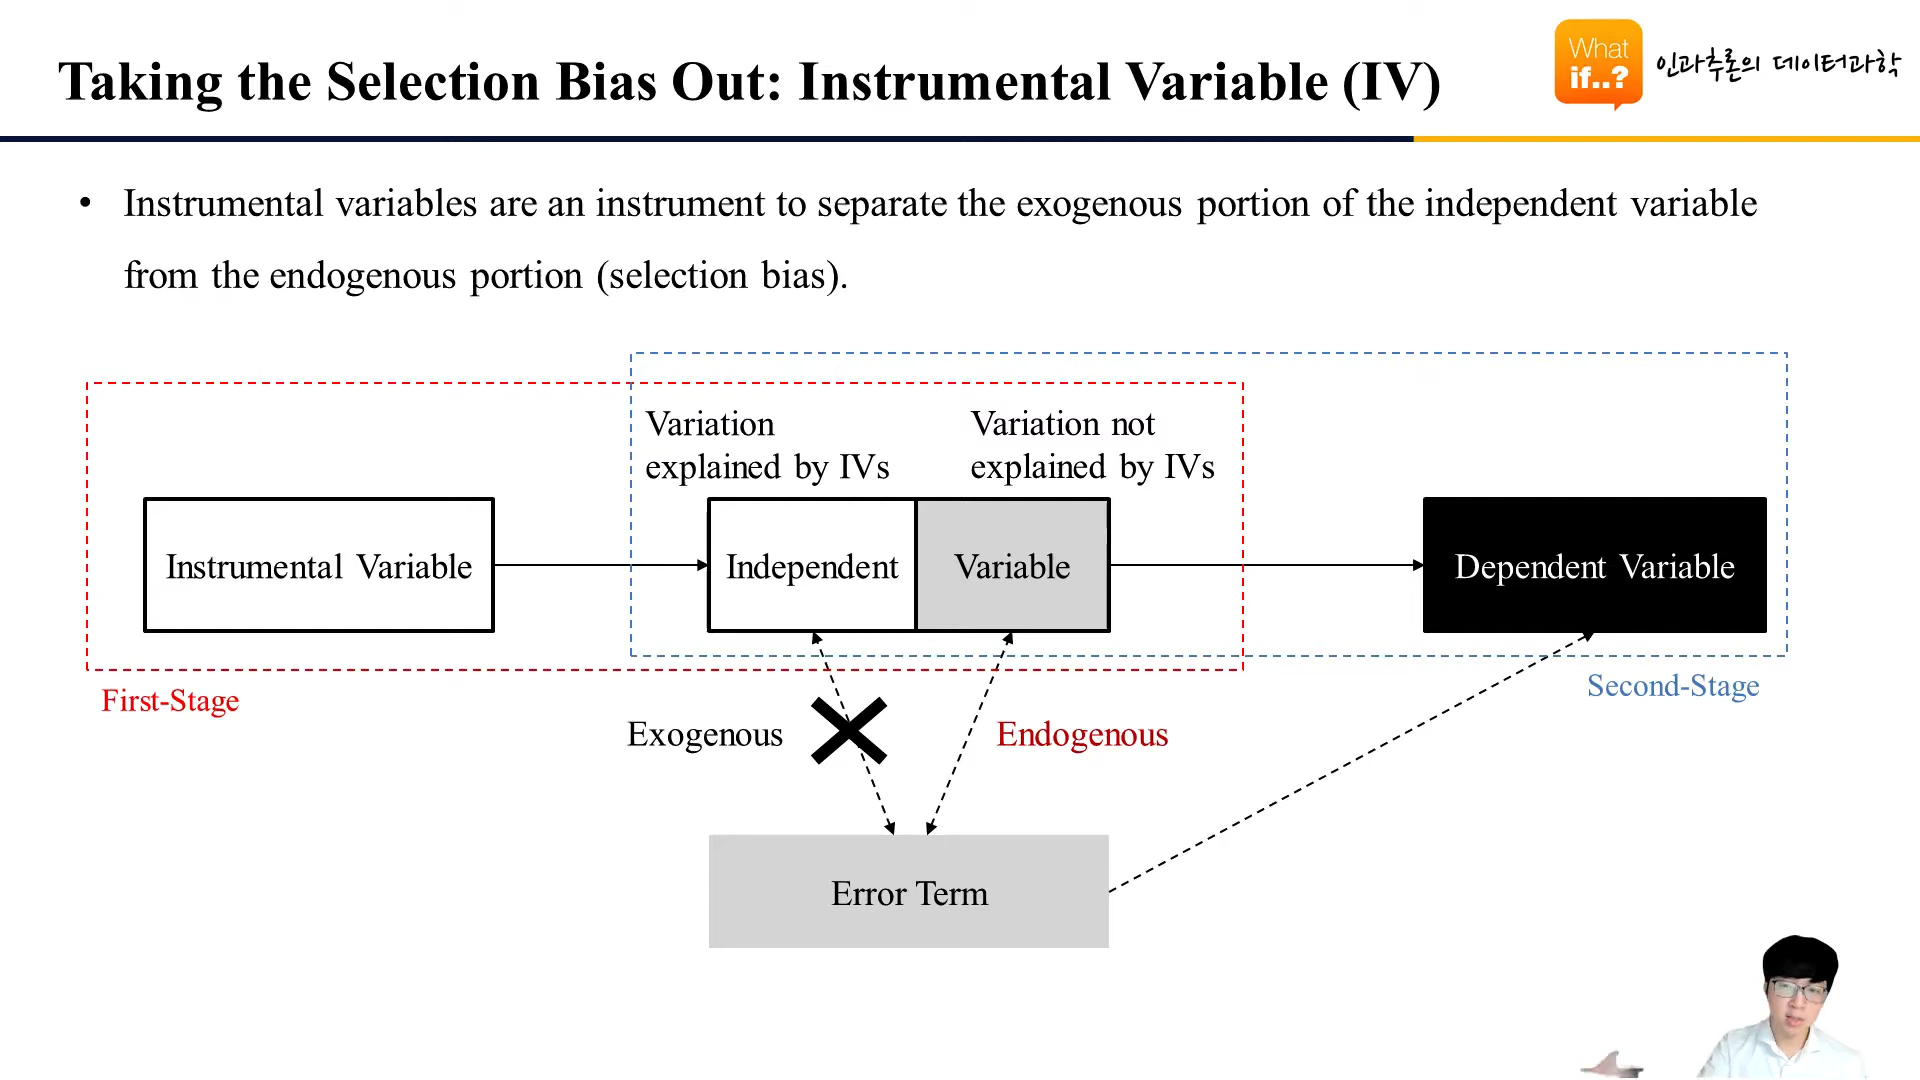 Taking the Selection Bias Out: Instrumental Variable (IV)
What
if..?
인과추론의 데이터과학
• Instrumental variables are an instrument to separate the exogenous portion of the independent variable
from the endogenous portion (selection bias).
Variation
explained by IVs
Variation not
explained by IVs
Instrumental Variable
Independent
Variable
Dependent Variable
First-Stage
Second-Stage
Exogenous
Endogenous
Error Term